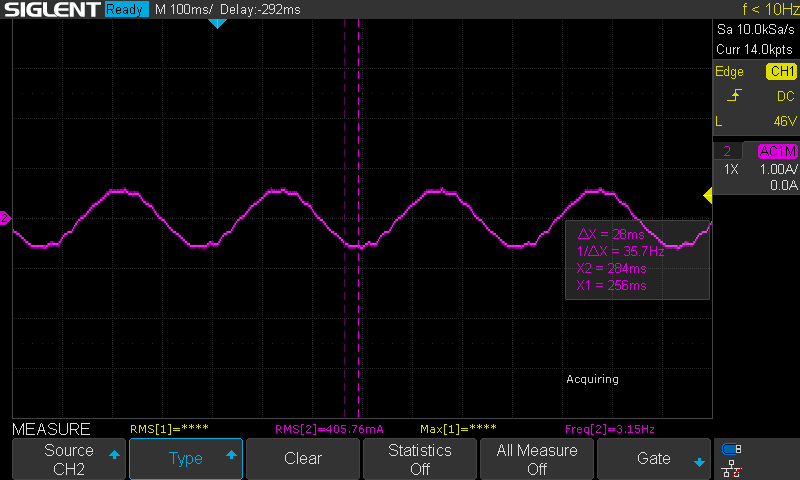 SIGLENT Ready M 100ms/ Delay:-292ms f < 10Hz
Sa 10.0kSa/s
Curr 14.0kpts
Edge CH1
DC
L 46V
2 AC1M
1X 1.00A/
0.0A
2
ΔX = 28ms
1/ΔX = 35.7Hz
X2 = 284ms
X1 = 256ms
Acquiring
MEASURE RMS[1]=**** RMS[2]=405.76mA Max[1]=**** Freq[2]=3.15Hz
Source
CH2
Type
Clear
Statistics
Off
All Measure
Off
Gate